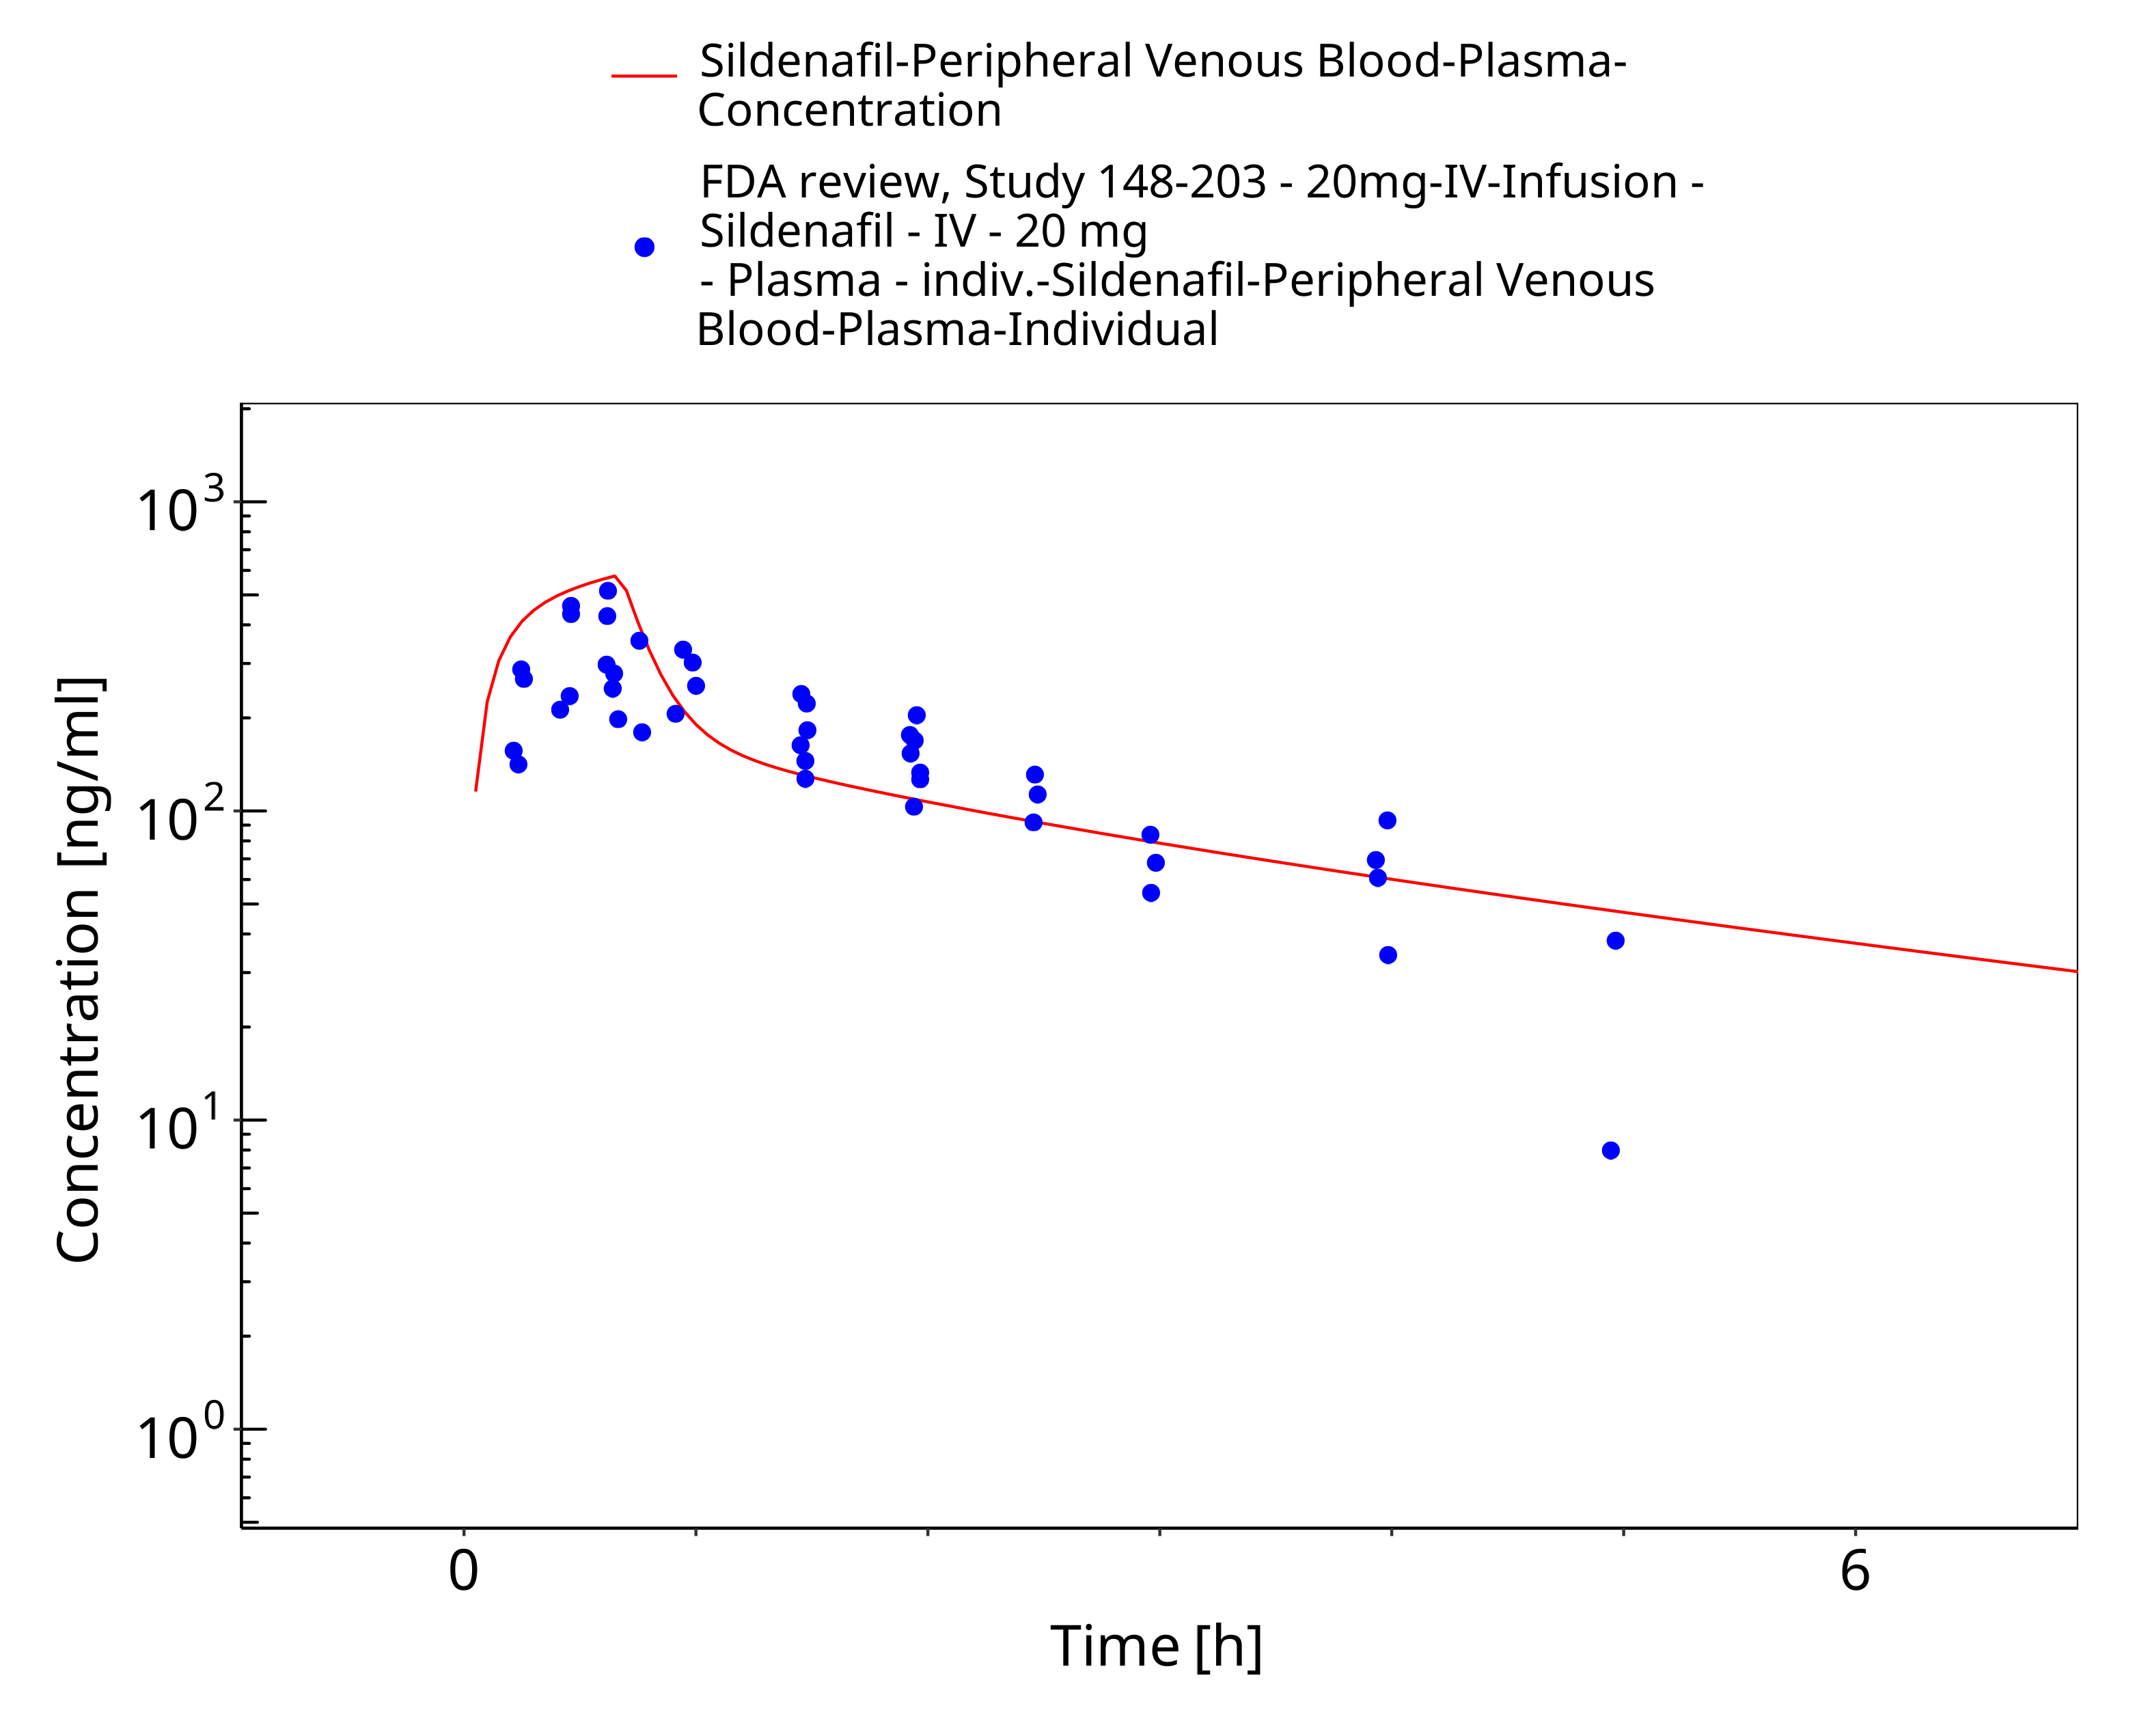 Sildenafil-Peripheral Venous Blood-Plasma-
Concentration
FDA review, Study 148-203 - 20mg-IV-Infusion -
Sildenafil - IV - 20 mg
- Plasma - indiv.-Sildenafil-Peripheral Venous
Blood-Plasma-Individual
10³
10²
10¹
10⁰
Concentration [ng/ml]
0
6
Time [h]